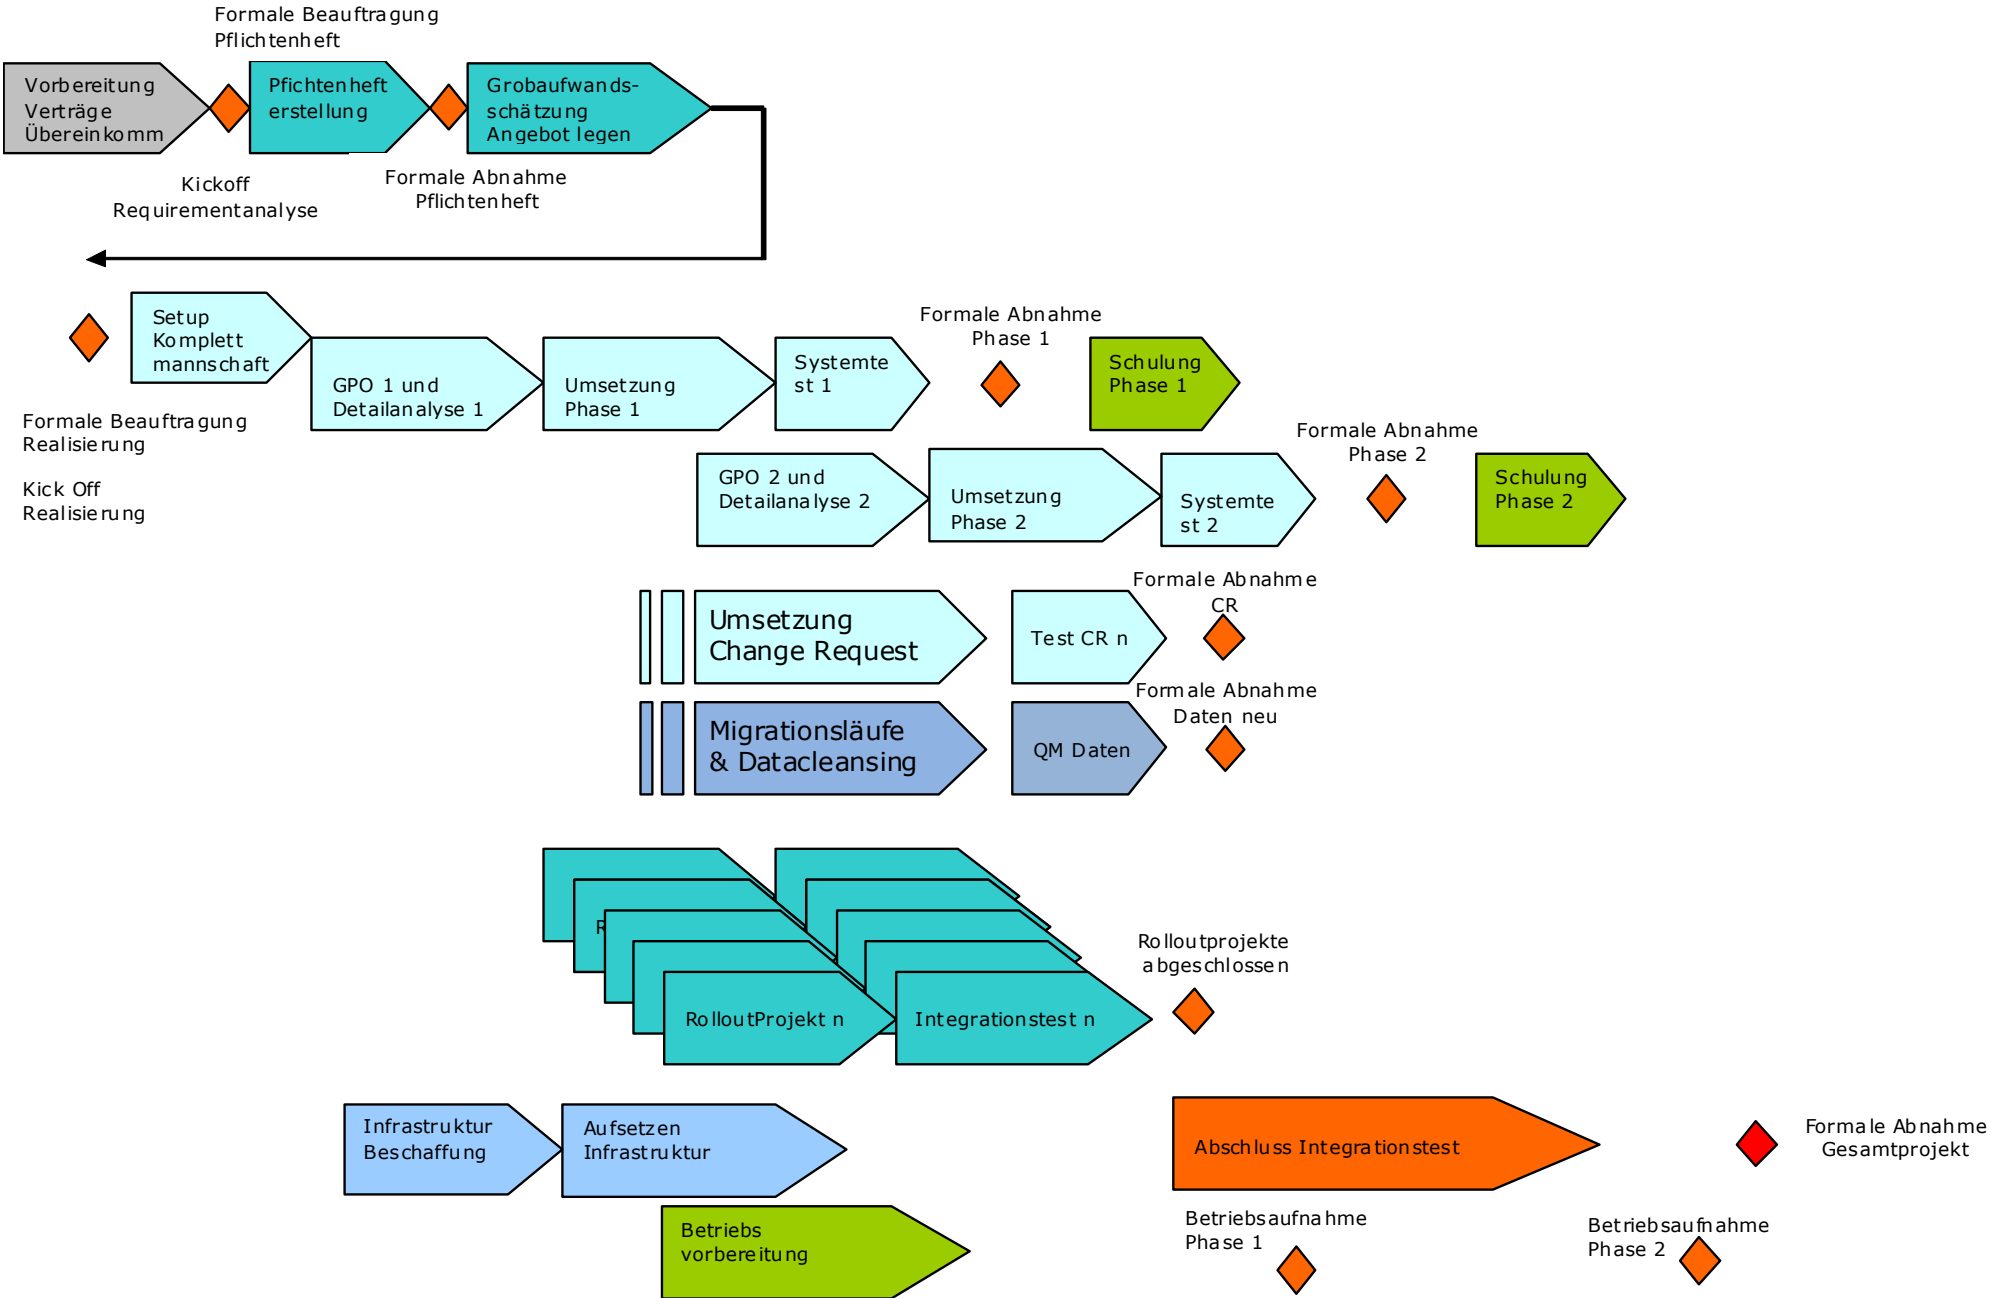 Formale Beauftragung
Pflichtenheft
Vorbereitung
Verträge
Übereinkomm
Pfichtenheft
erstellung
Grobaufwands-
schätzung
Angebot legen
Kickoff
Requirementanalyse
Formale Abnahme
Pflichtenheft
Setup
Komplett
mannschaft
GPO 1 und
Detailanalyse 1
Umsetzung
Phase 1
Systemte
st 1
Formale Abnahme
Phase 1
Schulung
Phase 1
Formale Beauftragung
Realisierung
Kick Off
Realisierung
GPO 2 und
Detailanalyse 2
Umsetzung
Phase 2
Systemte
st 2
Formale Abnahme
Phase 2
Schulung
Phase 2
Umsetzung
Change Request
Test CR n
Formale Abnahme
CR
Migrationsläufe
& Datacleansing
QM Daten
Formale Abnahme
Daten neu
R
RolloutProjekt n
Integrationstest n
Rolloutprojekte
abgeschlossen
Infrastruktur
Beschaffung
Aufsetzen
Infrastruktur
Abschluss Integrationstest
Formale Abnahme
Gesamtprojekt
Betriebs
vorbereitung
Betriebsaufnahme
Phase 1
Betriebsaufnahme
Phase 2